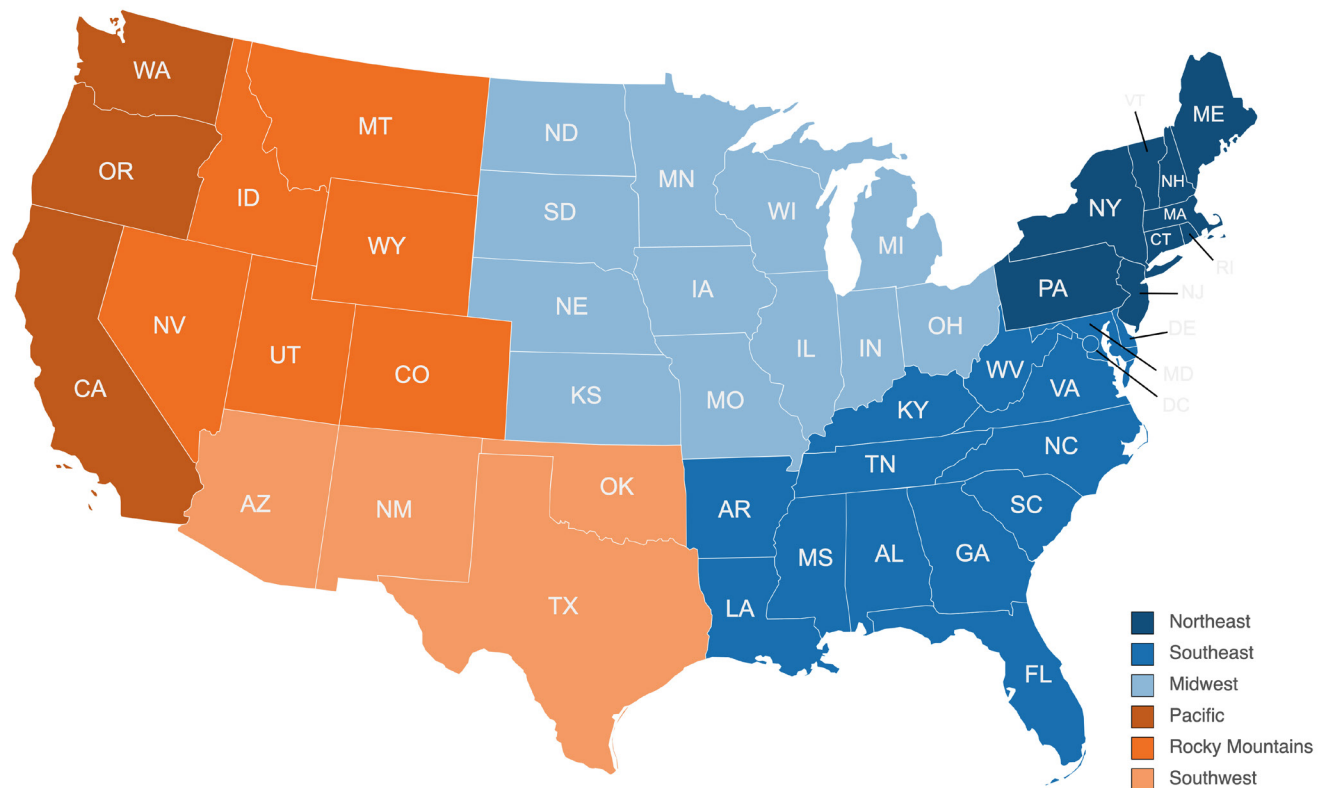 WA
MT
ND
MN
VT
ME
OR
ID
SD
WI
MI
NY
NH
MA
CT
RI
WY
NE
IA
PA
NJ
NV
UT
CO
IL
IN
OH
DE
MD
DC
CA
KS
MO
WV
VA
KY
NC
TN
AZ
NM
OK
AR
SC
MS
AL
GA
TX
LA
FL
Northeast
Southeast
Midwest
Pacific
Rocky Mountains
Southwest